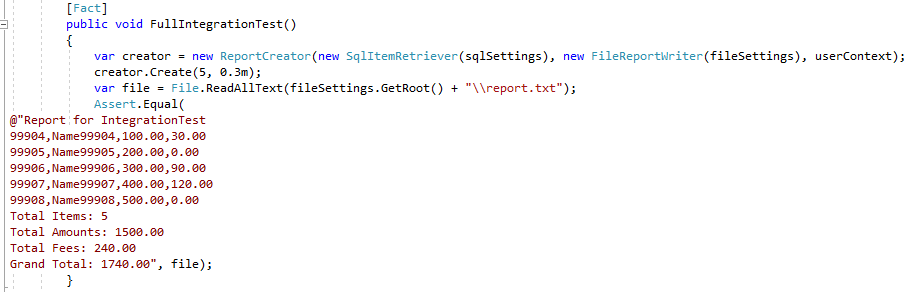 [Fact]
public void FullIntegrationTest()
{
var creator = new ReportCreator(new SqlItemRetriever(sqlSettings), new FileReportWriter(fileSettings), userContext);
creator.Create(5, 0.3m);
var file = File.ReadAllText(fileSettings.GetRoot() + "\\report.txt");
Assert.Equal(
@"Report for IntegrationTest
99904,Name99904,100.00,30.00
99905,Name99905,200.00,0.00
99906,Name99906,300.00,90.00
99907,Name99907,400.00,120.00
99908,Name99908,500.00,0.00
Total Items: 5
Total Amounts: 1500.00
Total Fees: 240.00
Grand Total: 1740.00", file);
}